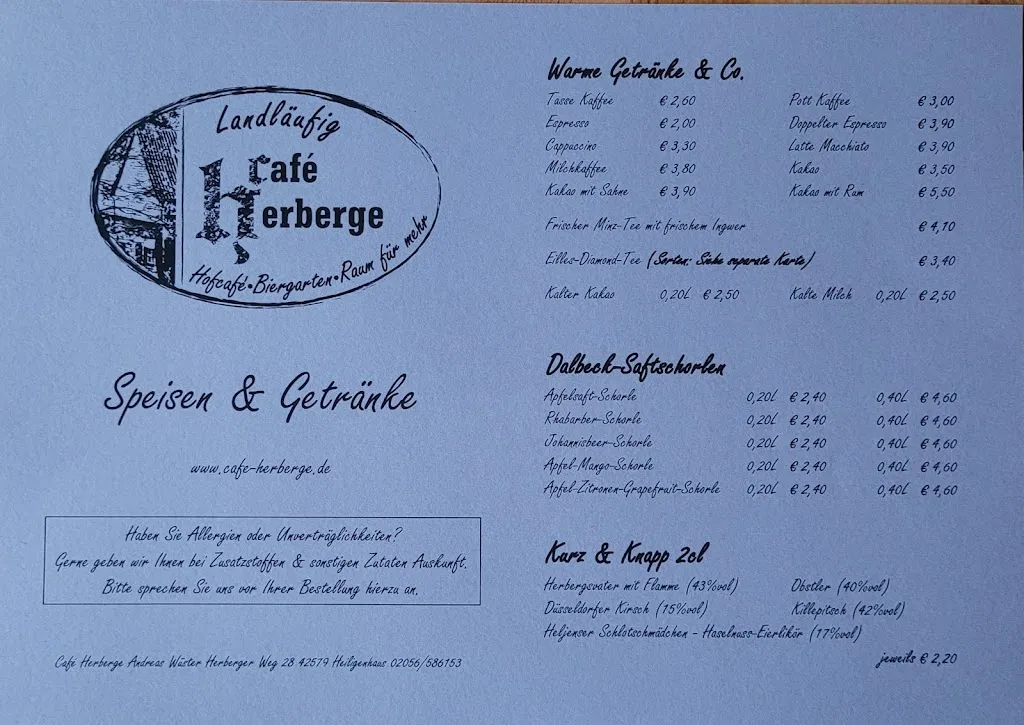 Landläufig
café
Herberge
Hofcafé•Biergarten•Raum für mehr
Speisen & Getränke
www.cafe-herberge.de
Haben Sie Allergien oder Unverträglichkeiten?
Gerne geben wir Ihnen bei Zusatzstoffen & sonstigen Zutaten Auskunft.
Bitte sprechen Sie uns vor Ihrer Bestellung hierzu an.
Café Herberge Andreas Wüster Herberger Weg 28 42579 Heiligenhaus 02056/586153
Warme Getränke & Co.
Tasse Kaffee € 2,60 Pott Kaffee € 3,00
Espresso € 2,00 Doppelter Espresso € 3,90
Cappuccino € 3,30 Latte Macchiato € 3,90
Milchkaffee € 3,80 Kakao € 3,50
Kakao mit Sahne € 3,90 Kakao mit Rum € 5,50
Frischer Minz-Tee mit frischem Ingwer € 4,10
Eilles-Diamond-Tee (Sorten: Siehe separate Karte) € 3,40
Kalter Kakao 0,20L € 2,50 Kalte Milch 0,20L € 2,50
Dalbeck-Saftschorlen
Apfelsaft-Schorle 0,20L € 2,40 0,40L € 4,60
Rhabarber-Schorle 0,20L € 2,40 0,40L € 4,60
Johannisbeer-Schorle 0,20L € 2,40 0,40L € 4,60
Apfel-Mango-Schorle 0,20L € 2,40 0,40L € 4,60
Apfel-Zitronen-Grapefruit-Schorle 0,20L € 2,40 0,40L € 4,60
Kurz & Knapp 2cl
Herbergsvater mit Flamme (43%vol) Obstler (40%vol)
Düsseldorfer Kirsch (15%vol) Killepitsch (42%vol)
Heljenser Schlotschmädchen - Haselnuss-Eierlikör (17%vol)
jeweils € 2,20